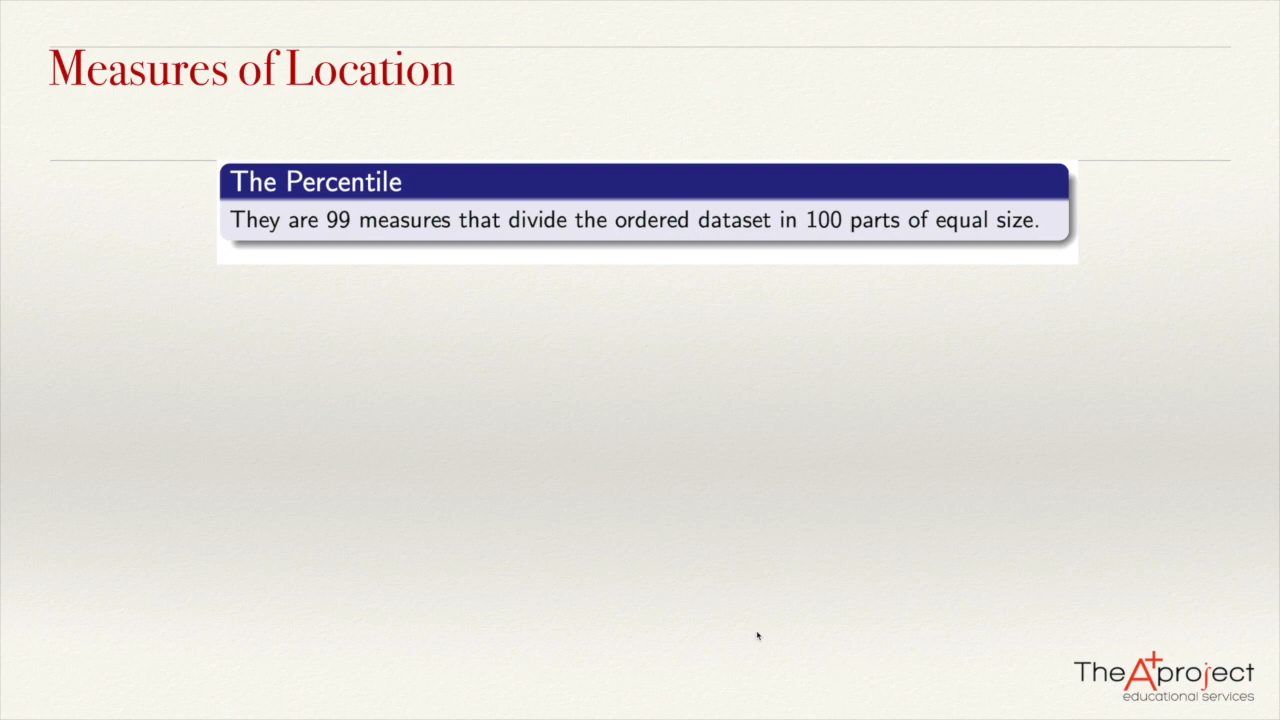 Measures of Location
The Percentile
They are 99 measures that divide the ordered dataset in 100 parts of equal size.
The A+ project
educational services